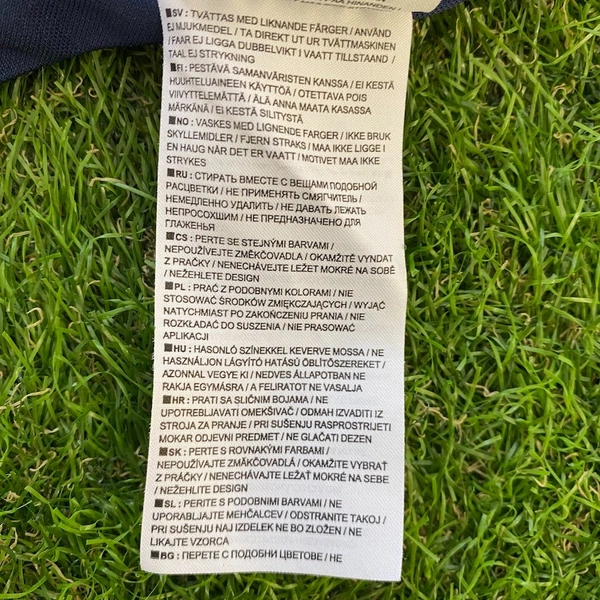 HINANDEN /
■ SV : TVÄTTAS MED LIKNANDE FÄRGER / ANVÄND
EJ MJUKMEDEL / TA DIREKT UT UR TVÄTTMASKINEN
/ FAAR EJ LIGGA DUBBELVIKT I VAATT TILLSTAAND /
TAAL EJ STRYKNING
■ FI : PESTÄVÄ SAMANVÄRISTEN KANSSA / EI KESTÄ
HUUHTELUAINEEN KÄYTTÖÄ / OTETTAVA POIS
VIIVYTTELEMÄTTÄ / ÄLÄ ANNA MAATA KASASSA
MÄRKÄNÄ / EI KESTÄ SILITYSTÄ
■ NO : VASKES MED LIGNENDE FARGER / IKKE BRUK
SKYLLEMIDLER / FJERN STRAKS / MAA IKKE LIGGE I
EN HAUG NÅR DET ER VAATT / MOTIVET MAA IKKE
STRYKES
■ RU : СТИРАТЬ ВМЕСТЕ С ВЕЩАМИ ПОДОБНОЙ
РАСЦВЕТКИ / НЕ ПРИМЕНЯТЬ СМЯГЧИТЕЛЬ /
НЕМЕДЛЕННО УДАЛИТЬ / НЕ ДАВАТЬ ЛЕЖАТЬ
НЕПРОСОХШИМ / НЕ ПРЕДНАЗНАЧЕНО ДЛЯ
ГЛАЖЕНЬЯ
■ CS : PERTE SE STEJNÝMI BARVAMI /
NEPOUŽÍVEJTE ZMĚKČOVADLA / OKAMŽITĚ VYNDAT
Z PRAČKY / NENECHÁVEJTE LEŽET MOKRÉ NA SOBĚ
/ NEŽEHLETE DESIGN
■ PL : PRAĆ Z PODOBNYMI KOLORAMI / NIE
STOSOWAĆ ŚRODKÓW ZMIĘKCZAJĄCYCH / WYJĄĆ
NATYCHMIAST PO ZAKOŃCZENIU PRANIA / NIE
ROZKŁADAĆ DO SUSZENIA / NIE PRASOWAĆ
APLIKACJI
■ HU : HASONLÓ SZÍNEKKEL KEVERVE MOSSA / NE
HASZNÁLJON LÁGYÍTÓ HATÁSÚ ÖBLÍTŐSZEREKET /
AZONNAL VEGYE KI / NEDVES ÁLLAPOTBAN NE
RAKJA EGYMÁSRA / A FELIRATOT NE VASALJA
■ HR : PRATI SA SLIČNIM BOJAMA / NE
UPOTREBLJAVATI OMEKŠIVAČ / ODMAH IZVADITI IZ
STROJA ZA PRANJE / PRI SUŠENJU RASPROSTRIJETI
MOKAR ODJEVNI PREDMET / NE GLAČATI DEZEN
■ SK : PERTE S ROVNAKÝMI FARBAMI /
NEPOUŽÍVAJTE ZMÄKČOVADLÁ / OKAMŽITE VYBRAŤ
Z PRÁČKY / NENECHÁVEJTE LEŽAŤ MOKRÉ NA SEBE
/ NEŽEHLITE DESIGN
■ SL : PERITE S PODOBNIMI BARVAMI / NE
UPORABLJAJTE MEHČALCEV / ODSTRANITE TAKOJ /
PRI SUŠENJU NAJ IZDELEK NE BO ZLOŽEN / NE
LIKAJTE VZORCA
■ BG : ПЕРЕТЕ С ПОДОБНИ ЦВЕТОВЕ / НЕ